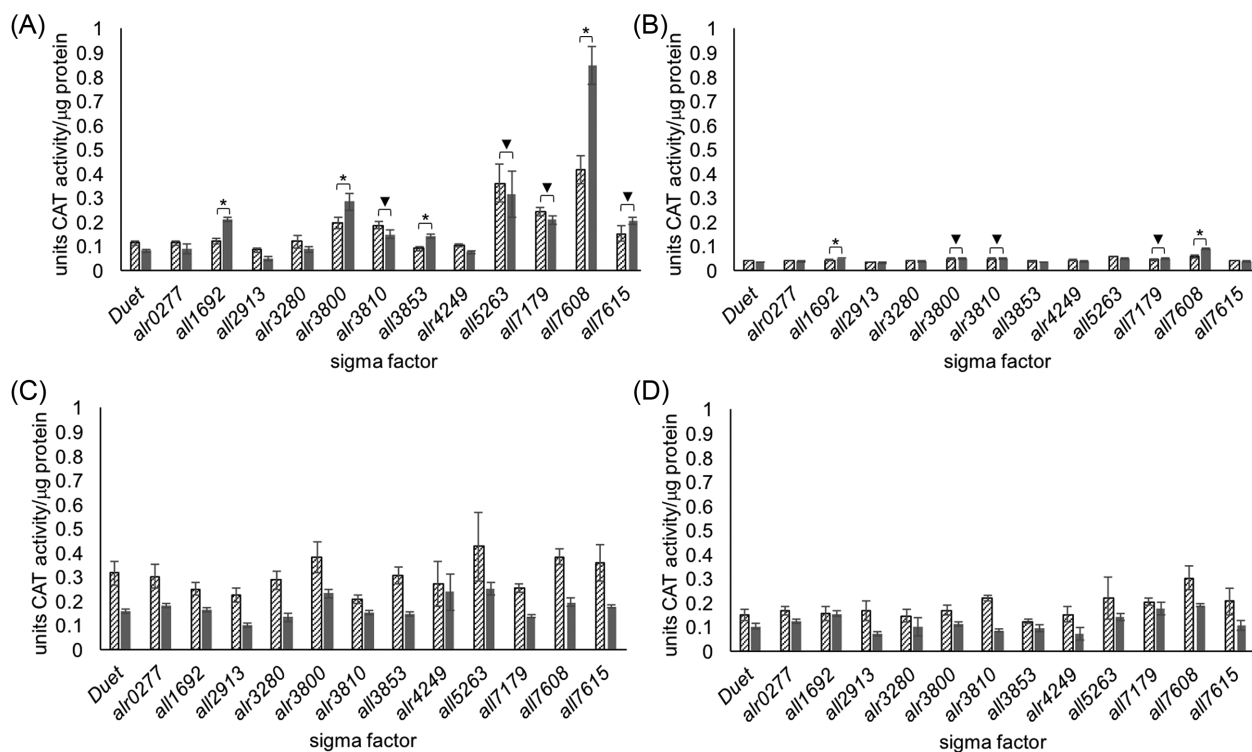 (A)
units CAT activity/µg protein
1
0.9
0.8
0.7
0.6
0.5
0.4
0.3
0.2
0.1
0
* * ▼ * ▼ ▼ * ▼
Duet alr0277 all1692 all2913 alr3280 alr3800 alr3810 all3853 alr4249 all5263 all7179 all7608 all7615
sigma factor
(B)
units CAT activity/µg protein
1
0.9
0.8
0.7
0.6
0.5
0.4
0.3
0.2
0.1
0
* ▼ ▼ ▼ *
Duet alr0277 all1692 all2913 alr3280 alr3800 alr3810 all3853 alr4249 all5263 all7179 all7608 all7615
sigma factor
(C)
units CAT activity/µg protein
1
0.9
0.8
0.7
0.6
0.5
0.4
0.3
0.2
0.1
0
Duet alr0277 all1692 all2913 alr3280 alr3800 alr3810 all3853 alr4249 all5263 all7179 all7608 all7615
sigma factor
(D)
units CAT activity/µg protein
1
0.9
0.8
0.7
0.6
0.5
0.4
0.3
0.2
0.1
0
Duet alr0277 all1692 all2913 alr3280 alr3800 alr3810 all3853 alr4249 all5263 all7179 all7608 all7615
sigma factor